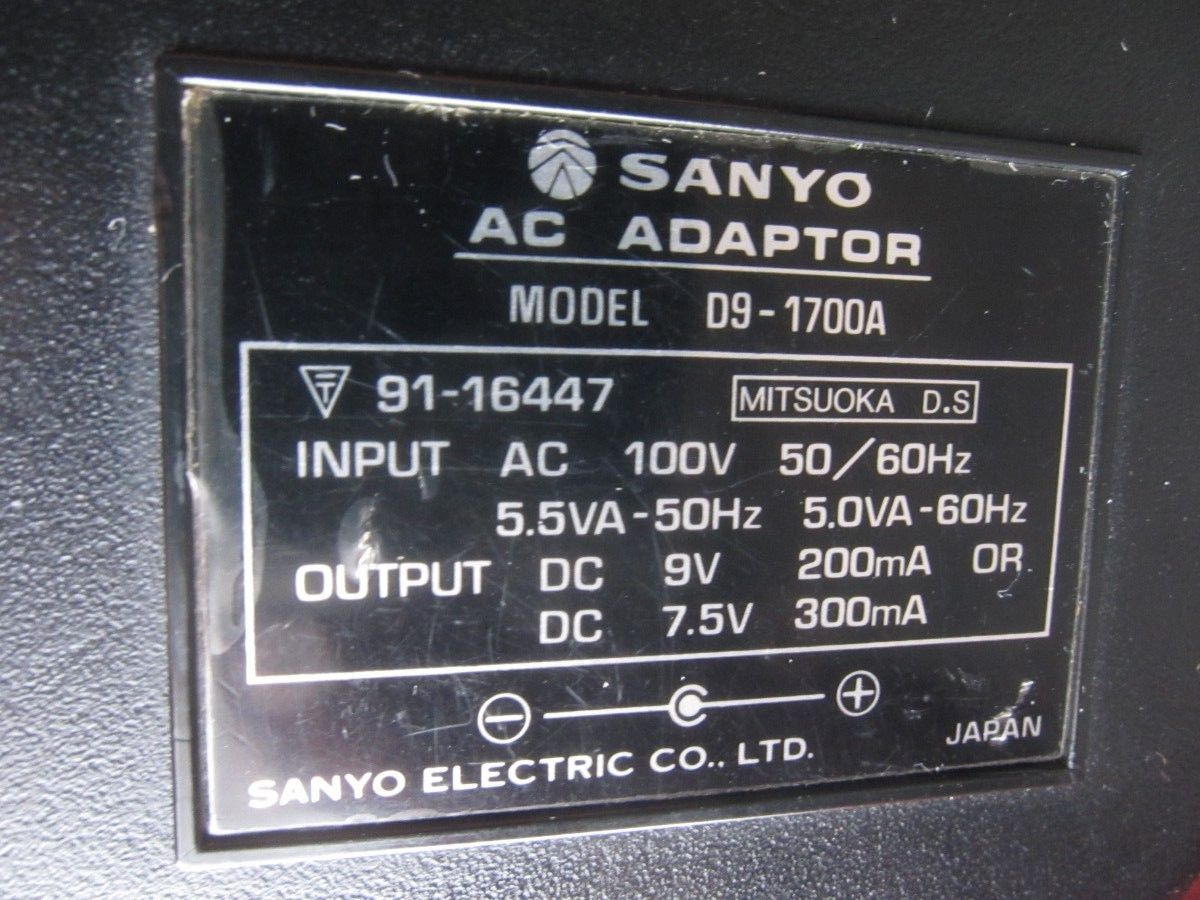 SANYO
AC ADAPTOR
MODEL D9-1700A
T 91-16447 MITSUOKA D.S
INPUT AC 100V 50/60Hz
5.5VA-50Hz 5.0VA-60Hz
OUTPUT DC 9V 200mA OR
DC 7.5V 300mA
JAPAN
SANYO ELECTRIC CO., LTD.